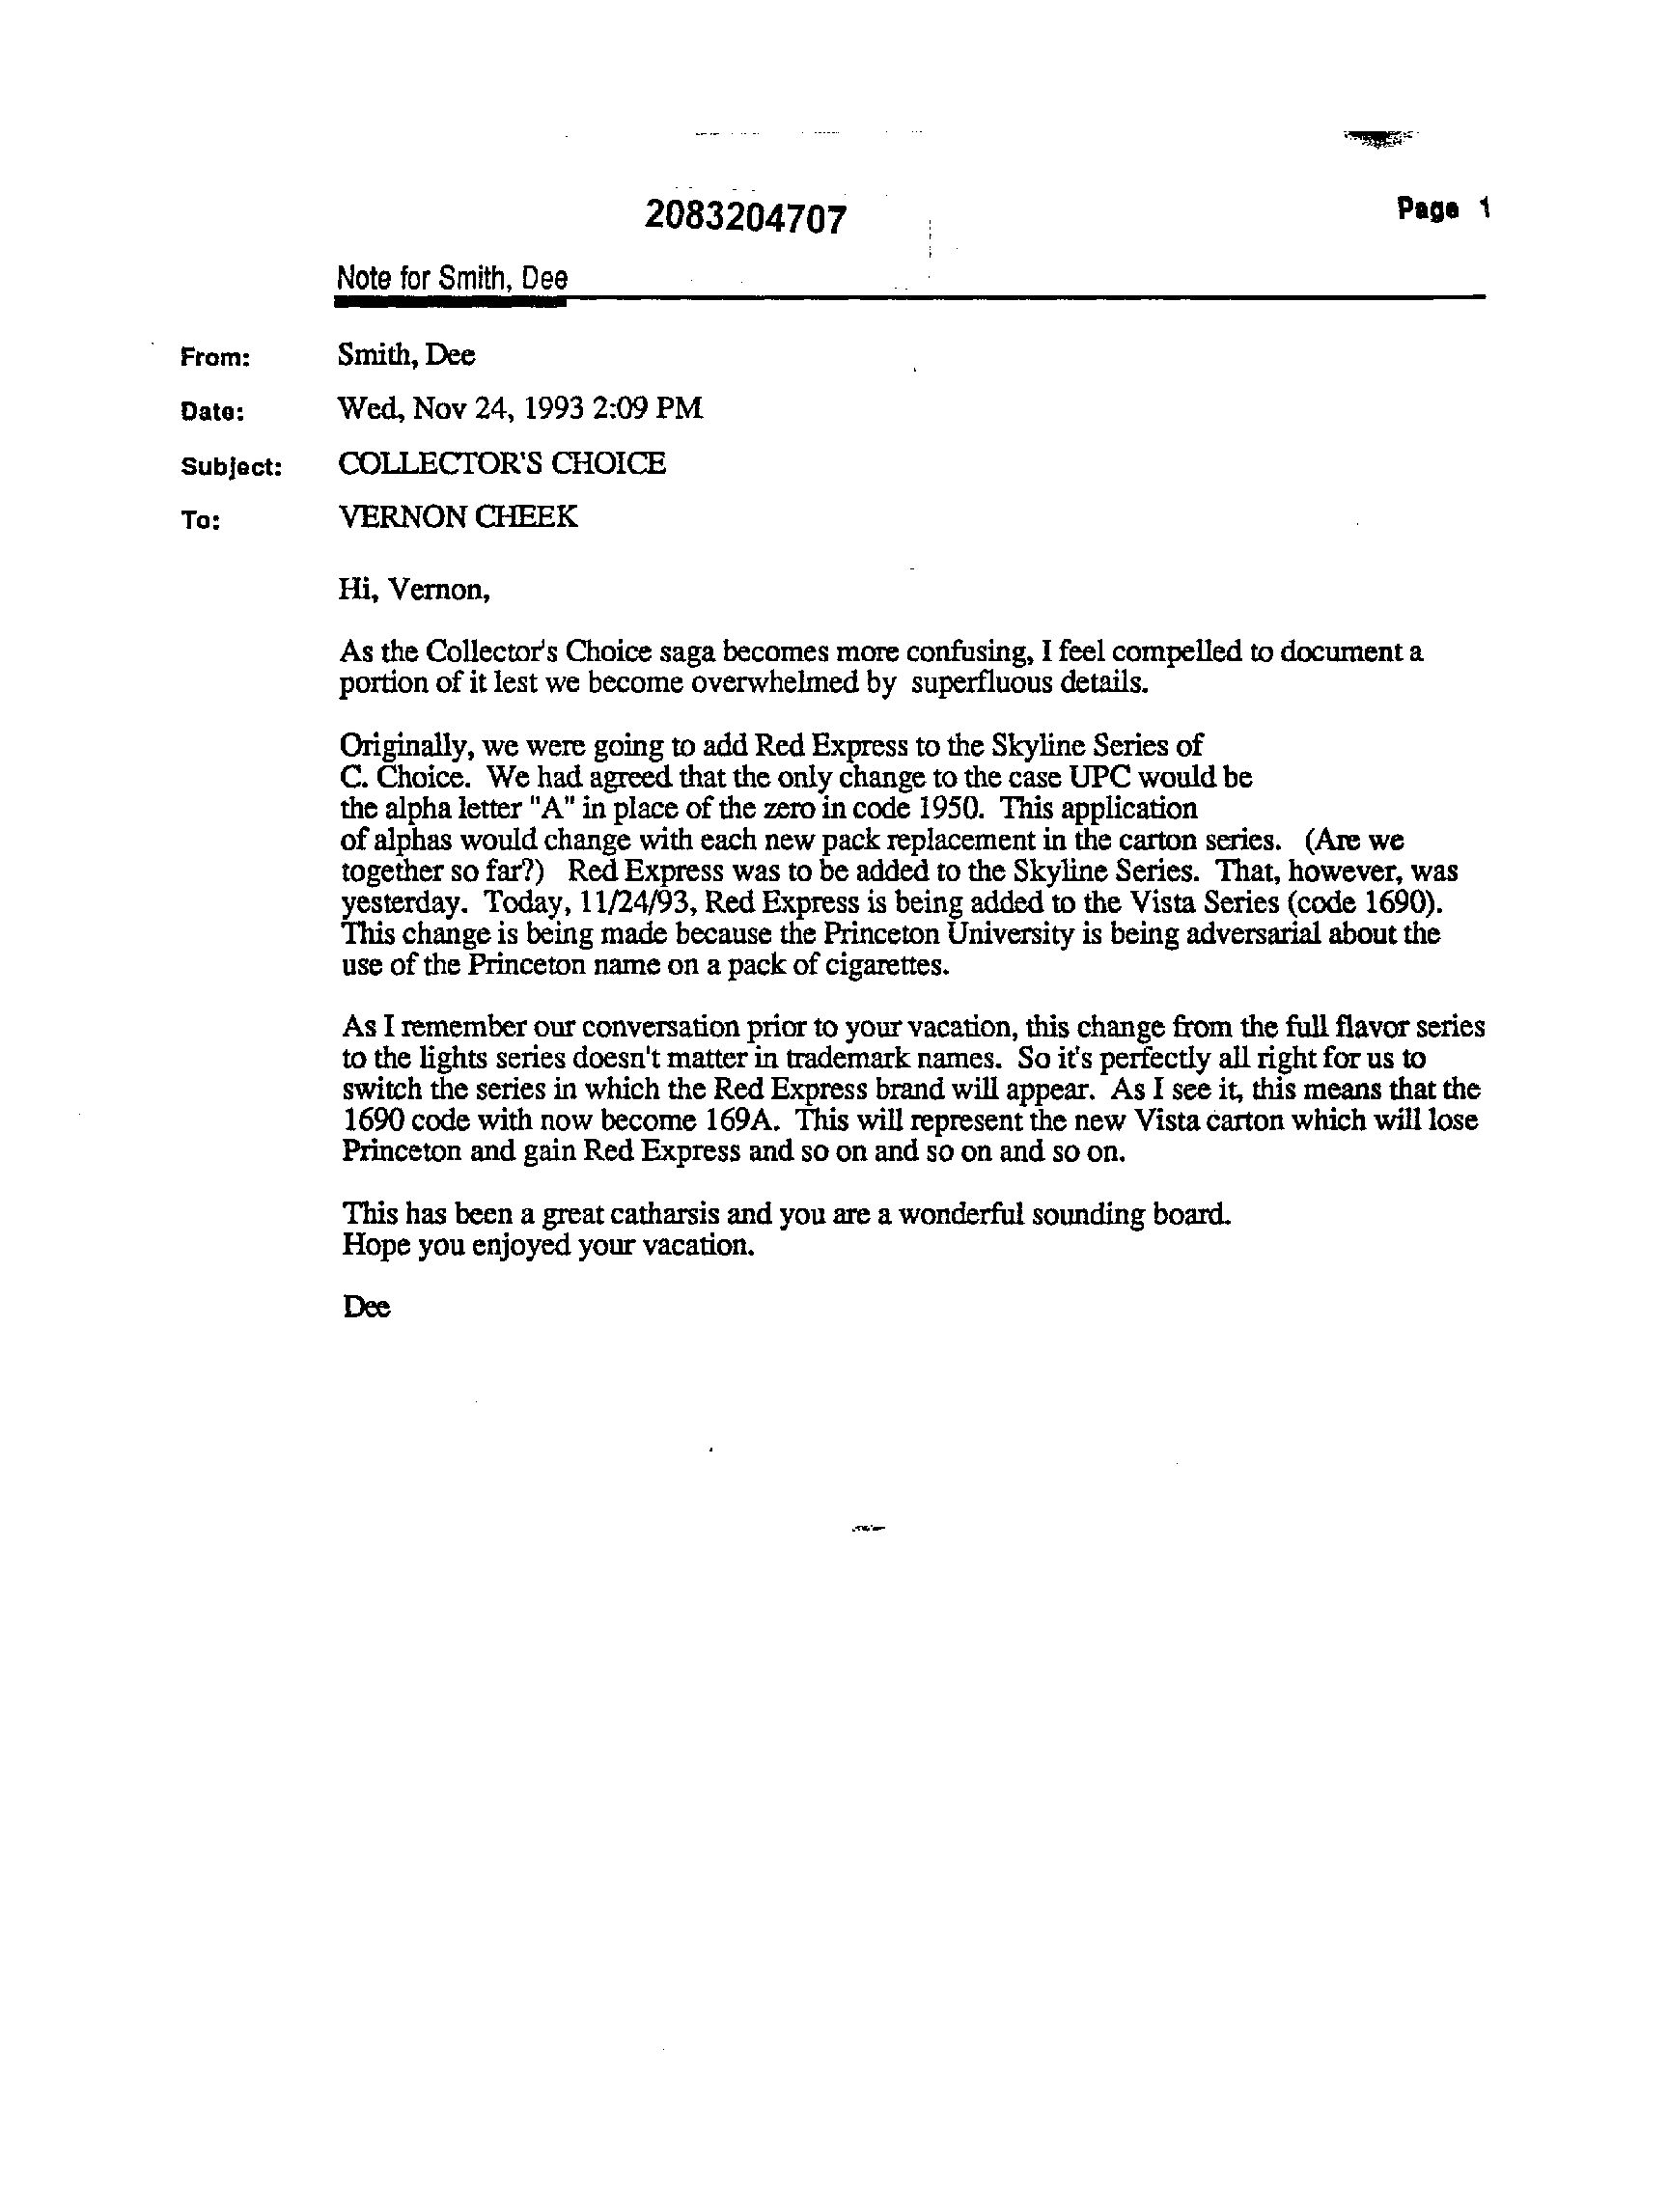 2083204707
Page 1
Note for Smith, Dee
From: Smith, Dee
Date: Wed, Nov 24, 1993 2:09 PM
Subject: COLLECTOR'S CHOICE
To: VERNON CHEEK
Hi, Vernon,
As the Collector's Choice saga becomes more confusing, I feel compelled to document a
portion of it lest we become overwhelmed by superfluous details.
Originally, we were going to add Red Express to the Skyline Series of
C. Choice. We had agreed that the only change to the case UPC would be
the alpha letter "A" in place of the zero in code 1950. This application
of alphas would change with each new pack replacement in the carton series. (Are we
together so far?) Red Express was to be added to the Skyline Series. That, however, was
yesterday. Today, 11/24/93, Red Express is being added to the Vista Series (code 1690).
This change is being made because the Princeton University is being adversarial about the
use of the Princeton name on a pack of cigarettes.
As I remember our conversation prior to your vacation, this change from the full flavor series
to the lights series doesn't matter in trademark names. So it's perfectly all right for us to
switch the series in which the Red Express brand will appear. As I see it, this means that the
1690 code with now become 169A. This will represent the new Vista carton which will lose
Princeton and gain Red Express and so on and so on and so on.
This has been a great catharsis and you are a wonderful sounding board.
Hope you enjoyed your vacation.
Dee